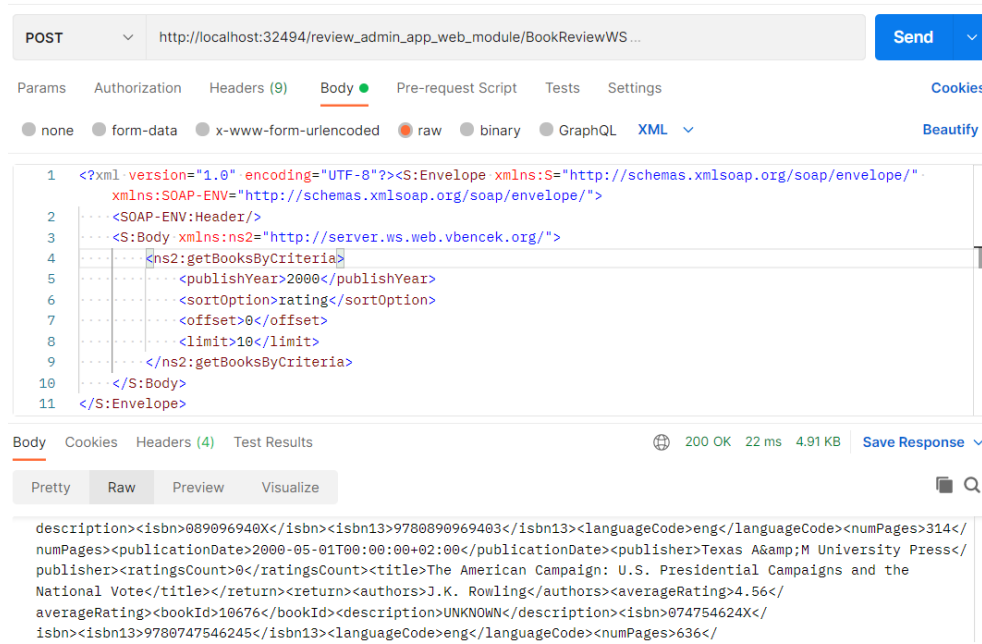 POST http://localhost:32494/review_admin_app_web_module/BookReviewWS... Send
Params Authorization Headers (9) Body Pre-request Script Tests Settings Cookies
none form-data x-www-form-urlencoded raw binary GraphQL XML Beautify
1 <?xml version="1.0" encoding="UTF-8"?><S:Envelope xmlns:S="http://schemas.xmlsoap.org/soap/envelope/"
xmlns:SOAP-ENV="http://schemas.xmlsoap.org/soap/envelope/">
2 <SOAP-ENV:Header/>
3 <S:Body xmlns:ns2="http://server.ws.web.vbencek.org/">
4 <ns2:getBooksByCriteria>
5 <publishYear>2000</publishYear>
6 <sortOption>rating</sortOption>
7 <offset>0</offset>
8 <limit>10</limit>
9 </ns2:getBooksByCriteria>
10 </S:Body>
11 </S:Envelope>
Body Cookies Headers (4) Test Results 200 OK 22 ms 4.91 KB Save Response
Pretty Raw Preview Visualize
description><isbn>089096940X</isbn><isbn13>9780890969403</isbn13><languageCode>eng</languageCode><numPages>314</
numPages><publicationDate>2000-05-01T00:00:00+02:00</publicationDate><publisher>Texas A&amp;M University Press</
publisher><ratingsCount>0</ratingsCount><title>The American Campaign: U.S. Presidential Campaigns and the
National Vote</title></return><return><authors>J.K. Rowling</authors><averageRating>4.56</
averageRating><bookId>10676</bookId><description>UNKNOWN</description><isbn>074754624X</
isbn><isbn13>9780747546245</isbn13><languageCode>eng</languageCode><numPages>636</